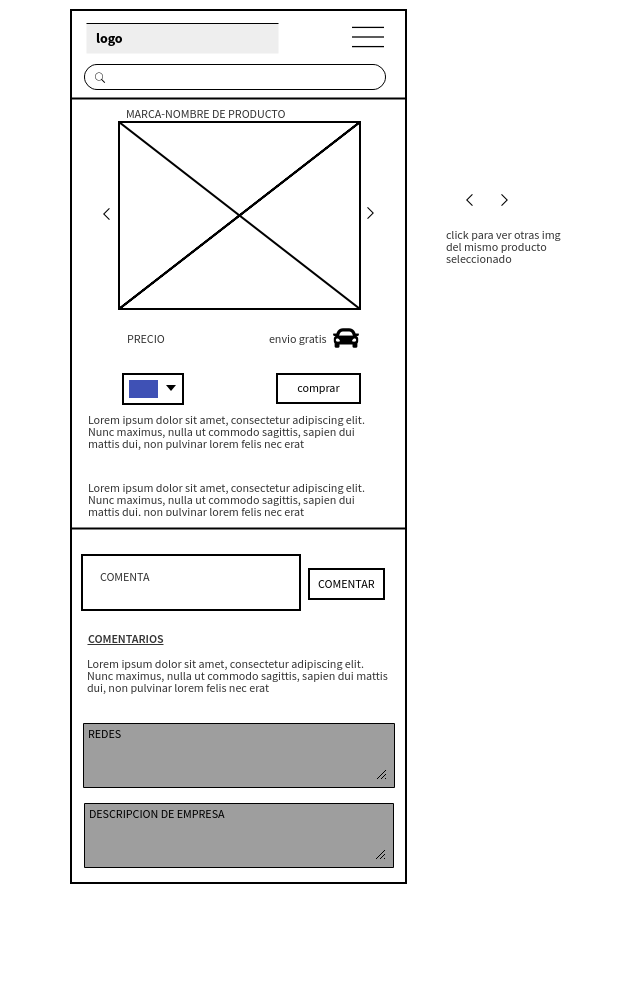 logo
MARCA-NOMBRE DE PRODUCTO
click para ver otras img
del mismo producto
seleccionado
PRECIO
envio gratis
comprar
Lorem ipsum dolor sit amet, consectetur adipiscing elit.
Nunc maximus, nulla ut commodo sagittis, sapien dui
mattis dui, non pulvinar lorem felis nec erat
Lorem ipsum dolor sit amet, consectetur adipiscing elit.
Nunc maximus, nulla ut commodo sagittis, sapien dui
mattis dui, non pulvinar lorem felis nec erat
COMENTA
COMENTAR
COMENTARIOS
Lorem ipsum dolor sit amet, consectetur adipiscing elit.
Nunc maximus, nulla ut commodo sagittis, sapien dui mattis
dui, non pulvinar lorem felis nec erat
REDES
DESCRIPCION DE EMPRESA